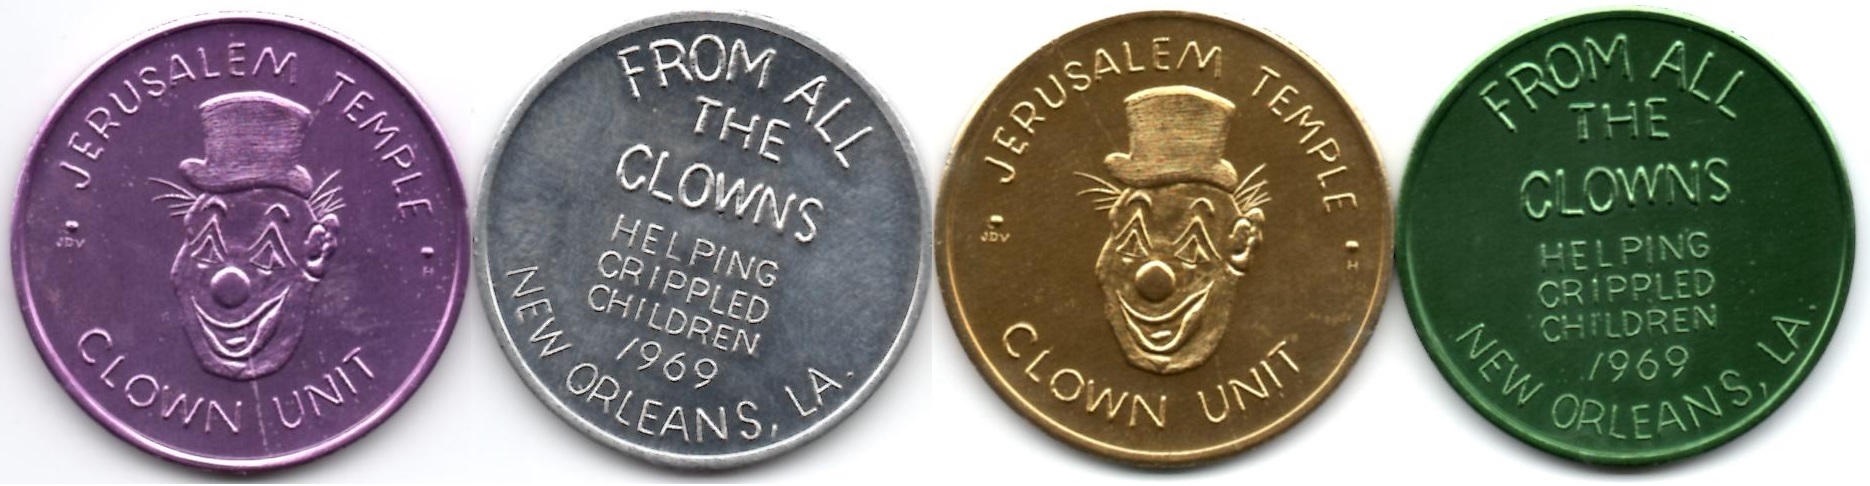 JERUSALEM TEMPLE
JDV
H
CLOWN UNIT
FROM ALL
THE
CLOWNS
HELPING
CRIPPLED
CHILDREN
1969
NEW ORLEANS, LA.
JERUSALEM TEMPLE
JDV
H
CLOWN UNIT
FROM ALL
THE
CLOWNS
HELPING
CRIPPLED
CHILDREN
1969
NEW ORLEANS, LA.